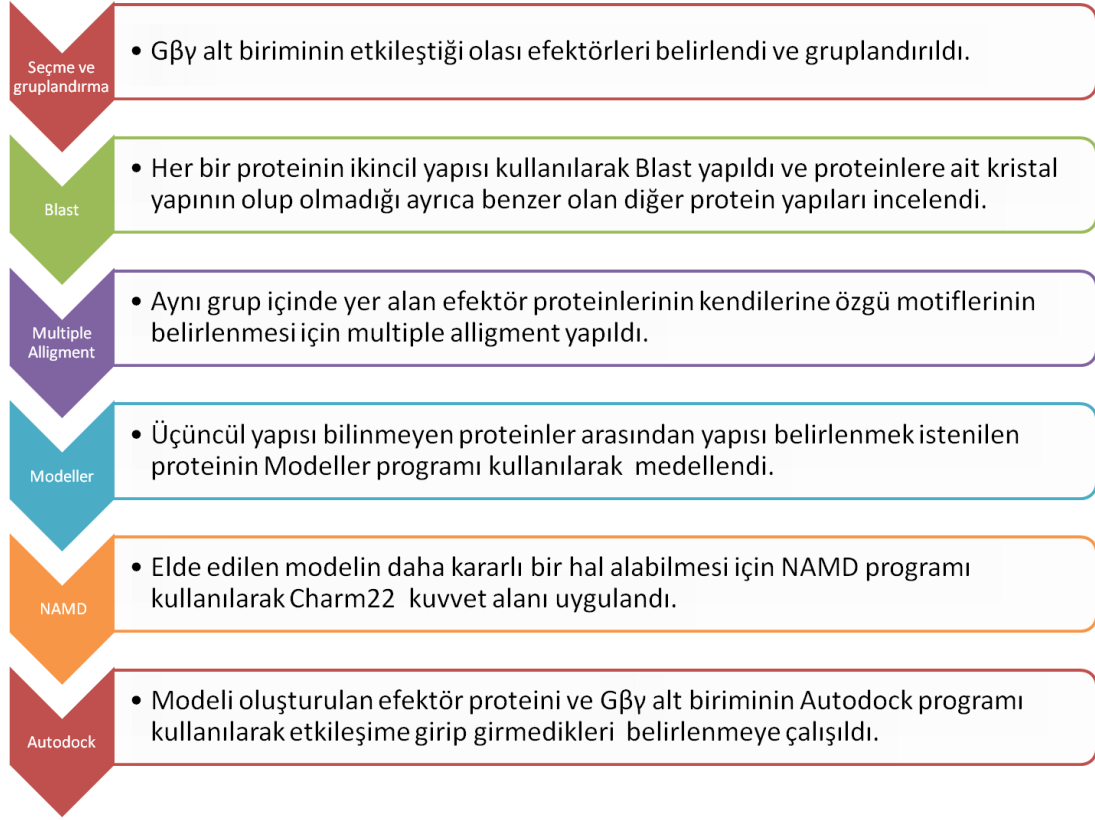 Seçme ve
gruplandırma
• Gβγ alt biriminin etkileştiği olası efektörleri belirlendi ve gruplandırıldı.
Blast
• Her bir proteinin ikincil yapısı kullanılarak Blast yapıldı ve proteinlere ait kristal
yapının olup olmadığı ayrıca benzer olan diğer protein yapıları incelendi.
Multiple
Alligment
• Aynı grup içinde yer alan efektör proteinlerinin kendilerine özgü motiflerinin
belirlenmesi için multiple alligment yapıldı.
Modeller
• Üçüncül yapısı bilinmeyen proteinler arasından yapısı belirlenmek istenilen
proteinin Modeller programı kullanılarak medellendi.
NAMD
• Elde edilen modelin daha kararlı bir hal alabilmesi için NAMD programı
kullanılarak Charm22 kuvvet alanı uygulandı.
Autodock
• Modeli oluşturulan efektör proteini ve Gβγ alt biriminin Autodock programı
kullanılarak etkileşime girip girmedikleri belirlenmeye çalışıldı.